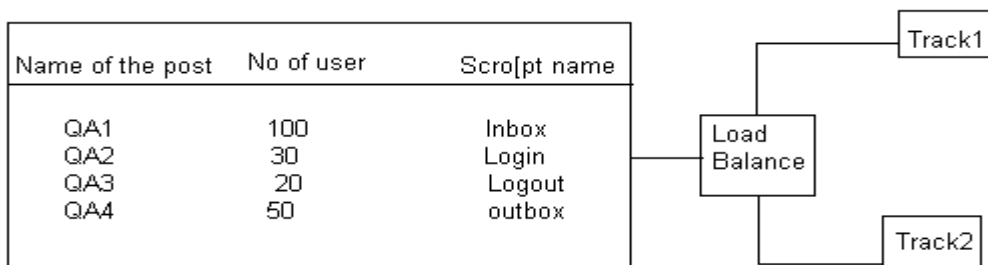 Name of the post No of user Scro[pt name
QA1 100 Inbox
QA2 30 Login
QA3 20 Logout
QA4 50 outbox
Load
Balance
Track1
Track2